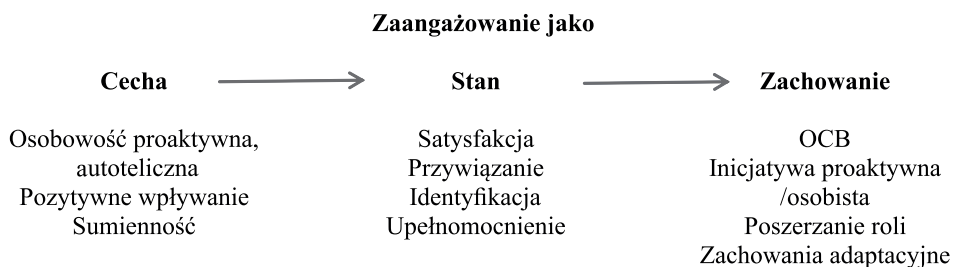 Zaangażowanie jako
Cecha
Stan
Zachowanie
Osobowość proaktywna,
autoteliczna
Pozytywne wpływanie
Sumienność
Satysfakcja
Przywiązanie
Identyfikacja
Upełnomocnienie
OCB
Inicjatywa proaktywna
/osobista
Poszerzanie roli
Zachowania adaptacyjne